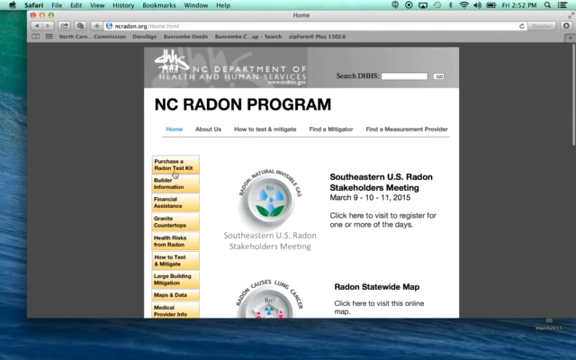 Safari File Edit View History Bookmarks Window Help
Fri 2:52 PM
Home
ncradon.org/Home.html
Reader
North Carolina ... Commission DocuSign Buncombe Deeds Buncombe C...up - Search zipForm® Plus 1502.6
dhhs
NC DEPARTMENT OF
HEALTH AND HUMAN SERVICES
www.ncdhhs.gov
Search DHHS:
GO
NC RADON PROGRAM
Home About Us How to test & mitigate Find a Mitigator Find a Measurement Provider
Purchase a
Radon Test Kit
Builder
Information
Financial
Assistance
Granite
Countertops
Health Risks
from Radon
How to Test
& Mitigate
Large Building
Mitigation
Maps & Data
Medical
Provider Info
RADON: NATURAL INVISIBLE GAS
Rn
Southeastern U.S. Radon
Stakeholders Meeting
Southeastern U.S. Radon
Stakeholders Meeting
March 9 - 10 - 11, 2015
Click here to visit to register for
one or more of the days.
RADON CAUSES LUNG CANCER
Rn
Radon Statewide Map
Click here to visit this online
map.